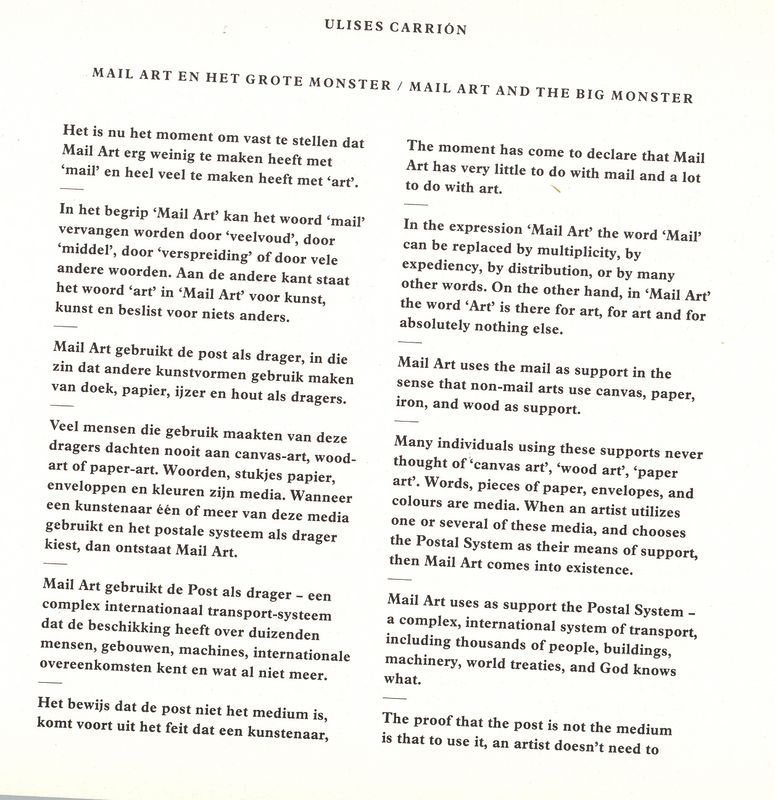 ULISES CARRIÓN
MAIL ART EN HET GROTE MONSTER / MAIL ART AND THE BIG MONSTER
Het is nu het moment om vast te stellen dat
Mail Art erg weinig te maken heeft met
‘mail’ en heel veel te maken heeft met ‘art’.
In het begrip ‘Mail Art’ kan het woord ‘mail’
vervangen worden door ‘veelvoud’, door
‘middel’, door ‘verspreiding’ of door vele
andere woorden. Aan de andere kant staat
het woord ‘art’ in ‘Mail Art’ voor kunst,
kunst en beslist voor niets anders.
Mail Art gebruikt de post als drager, in die
zin dat andere kunstvormen gebruik maken
van doek, papier, ijzer en hout als dragers.
Veel mensen die gebruik maakten van deze
dragers dachten nooit aan canvas-art, wood-
art of paper-art. Woorden, stukjes papier,
enveloppen en kleuren zijn media. Wanneer
een kunstenaar één of meer van deze media
gebruikt en het postale systeem als drager
kiest, dan ontstaat Mail Art.
Mail Art gebruikt de Post als drager – een
complex internationaal transport-systeem
dat de beschikking heeft over duizenden
mensen, gebouwen, machines, internationale
overeenkomsten kent en wat al niet meer.
Het bewijs dat de post niet het medium is,
komt voort uit het feit dat een kunstenaar,
The moment has come to declare that Mail
Art has very little to do with mail and a lot
to do with art.
In the expression ‘Mail Art’ the word ‘Mail’
can be replaced by multiplicity, by
expediency, by distribution, or by many
other words. On the other hand, in ‘Mail Art’
the word ‘Art’ is there for art, for art and for
absolutely nothing else.
Mail Art uses the mail as support in the
sense that non-mail arts use canvas, paper,
iron, and wood as support.
Many individuals using these supports never
thought of ‘canvas art’, ‘wood art’, ‘paper
art’. Words, pieces of paper, envelopes, and
colours are media. When an artist utilizes
one or several of these media, and chooses
the Postal System as their means of support,
then Mail Art comes into existence.
Mail Art uses as support the Postal System –
a complex, international system of transport,
including thousands of people, buildings,
machinery, world treaties, and God knows
what.
The proof that the post is not the medium
is that to use it, an artist doesn’t need to